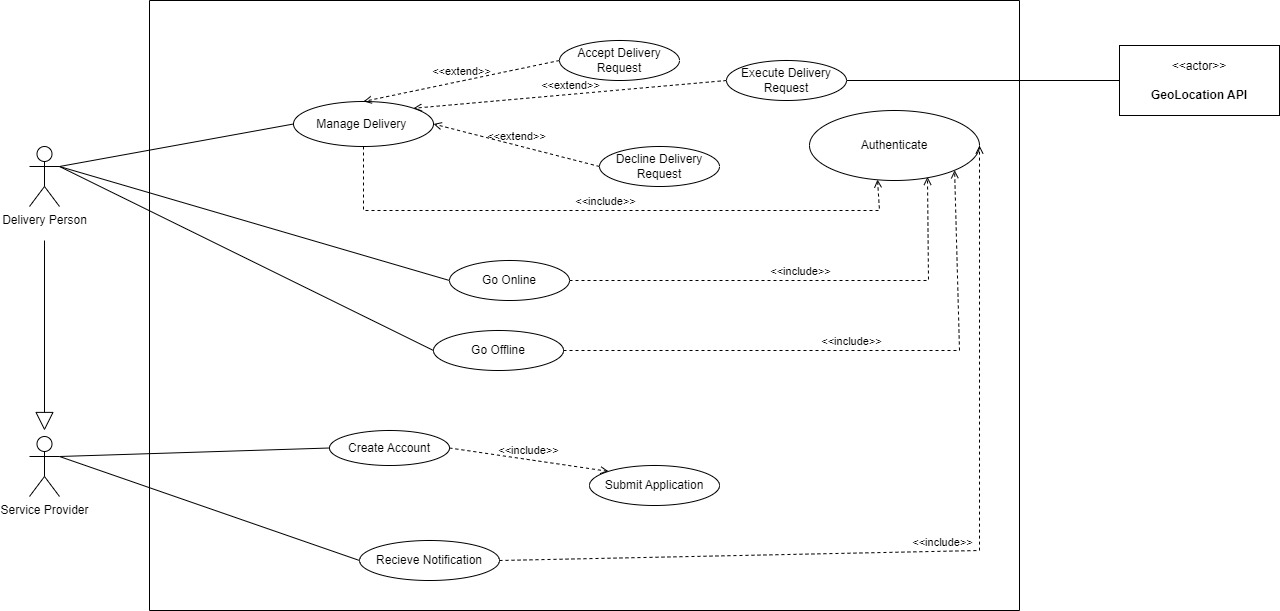 Accept Delivery
Request
<<extend>>
Execute Delivery
Request
<<extend>>
<<actor>>
GeoLocation API
Manage Delivery
<<extend>>
Authenticate
Decline Delivery
Request
<<include>>
Delivery Person
Go Online
<<include>>
Go Offline
<<include>>
Create Account
<<include>>
Submit Application
Service Provider
Recieve Notification
<<include>>